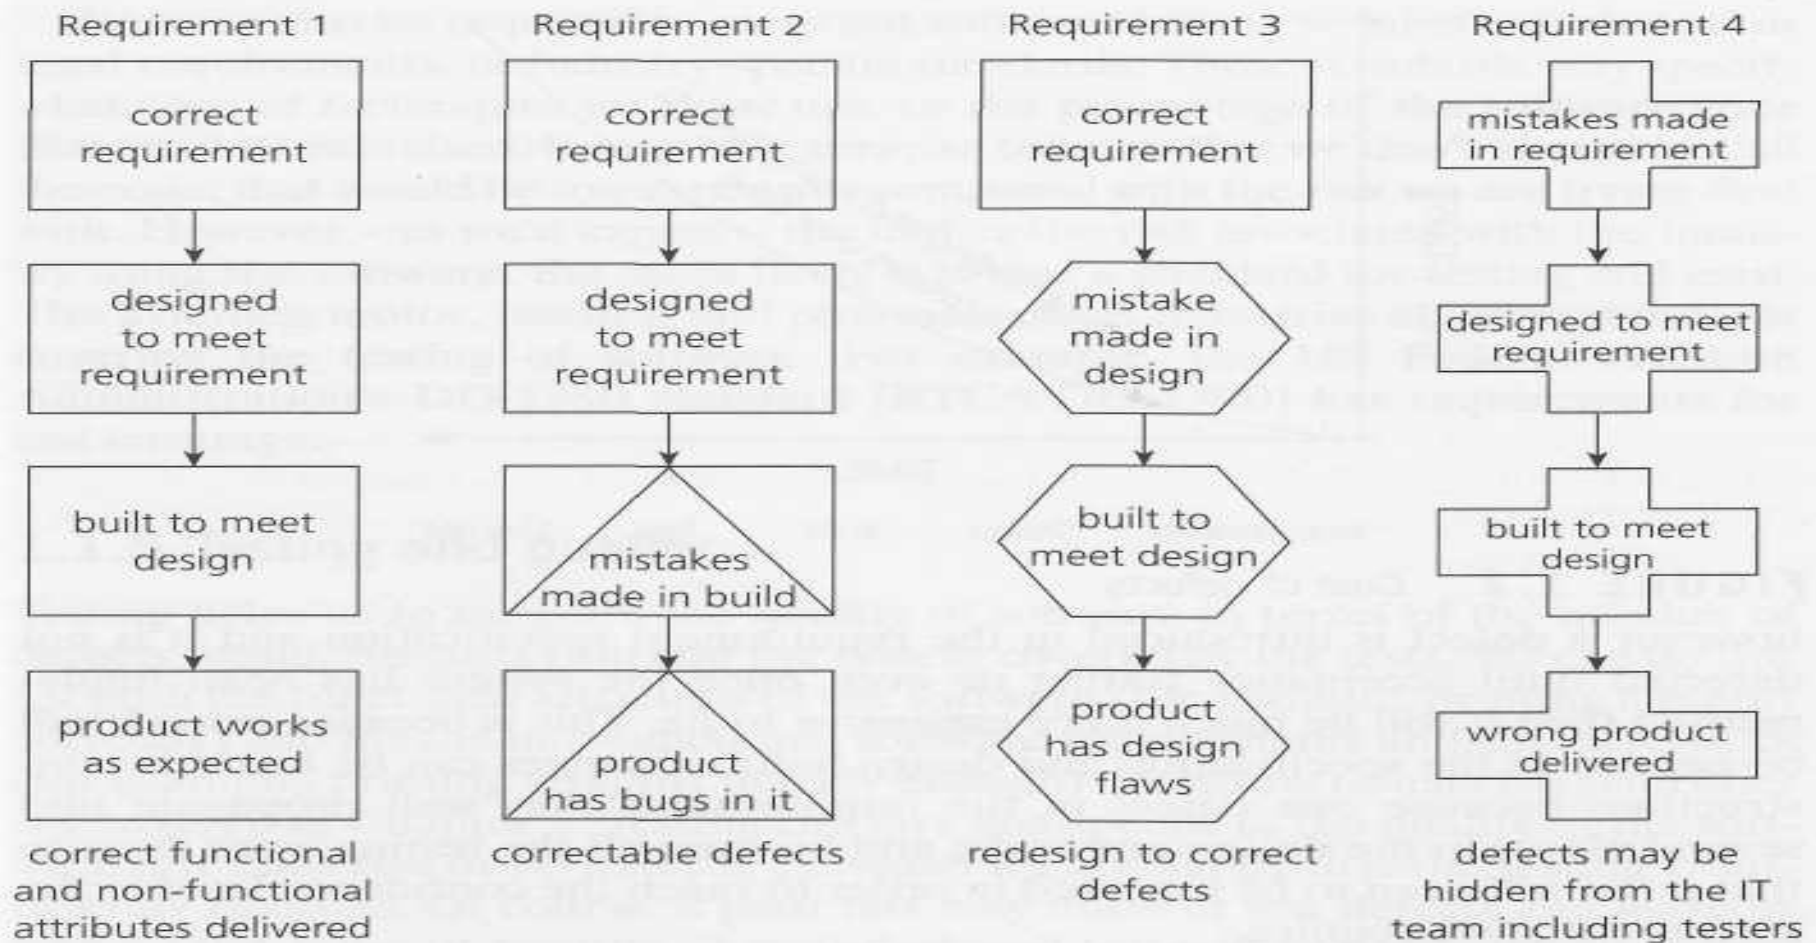 Requirement 1
correct
requirement
designed
to meet
requirement
built to meet
design
product works
as expected
correct functional
and non-functional
attributes delivered
Requirement 2
correct
requirement
designed
to meet
requirement
mistakes
made in build
product
has bugs in it
correctable defects
Requirement 3
correct
requirement
mistake
made in
design
built to
meet design
product
has design
flaws
redesign to correct
defects
Requirement 4
mistakes made
in requirement
designed to meet
requirement
built to meet
design
wrong product
delivered
defects may be
hidden from the IT
team including testers